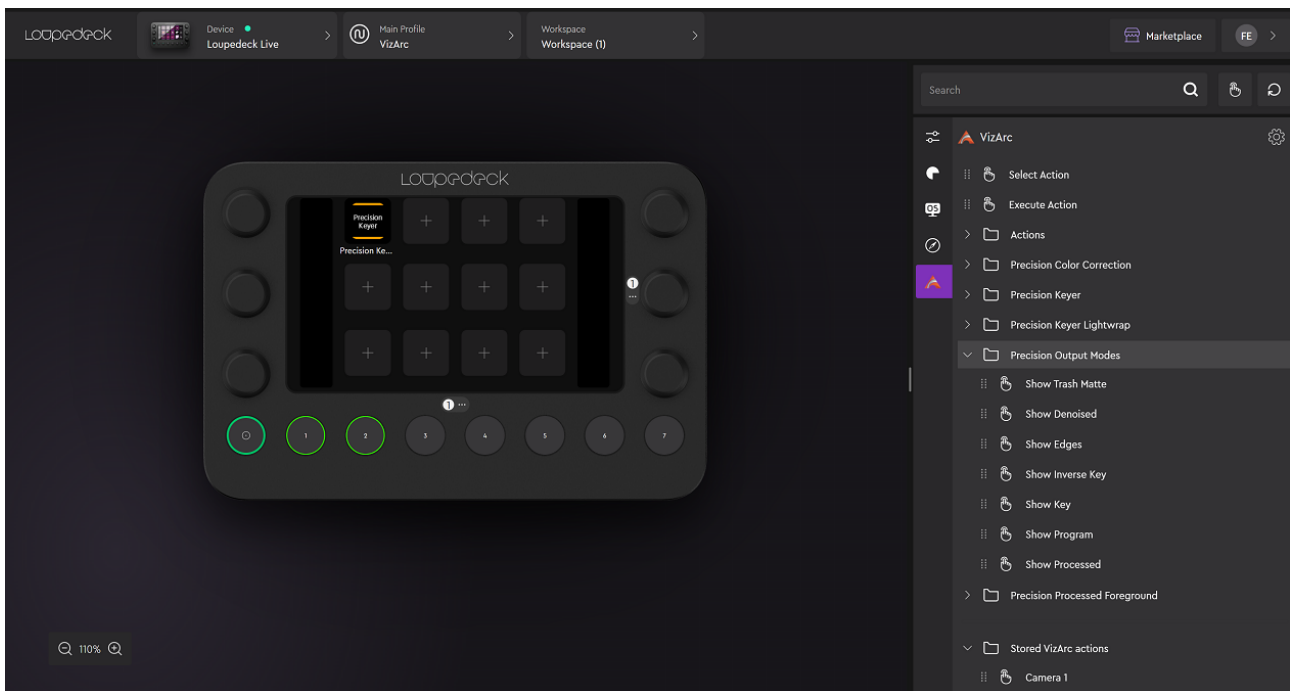 LOUPEDECK
Device
Loupedeck Live
Main Profile
VizArc
Workspace
Workspace (1)
Marketplace
FE
Search
VizArc
Select Action
Execute Action
Actions
Precision Color Correction
Precision Keyer
Precision Keyer Lightwrap
Precision Output Modes
Show Trash Matte
Show Denoised
Show Edges
Show Inverse Key
Show Key
Show Program
Show Processed
Precision Processed Foreground
Stored VizArc actions
Camera 1
OS
LOUPEDECK
Precision
Keyer
Precision Ke...
1
...
1 ...
1 2 3 4 5 6 7
110%